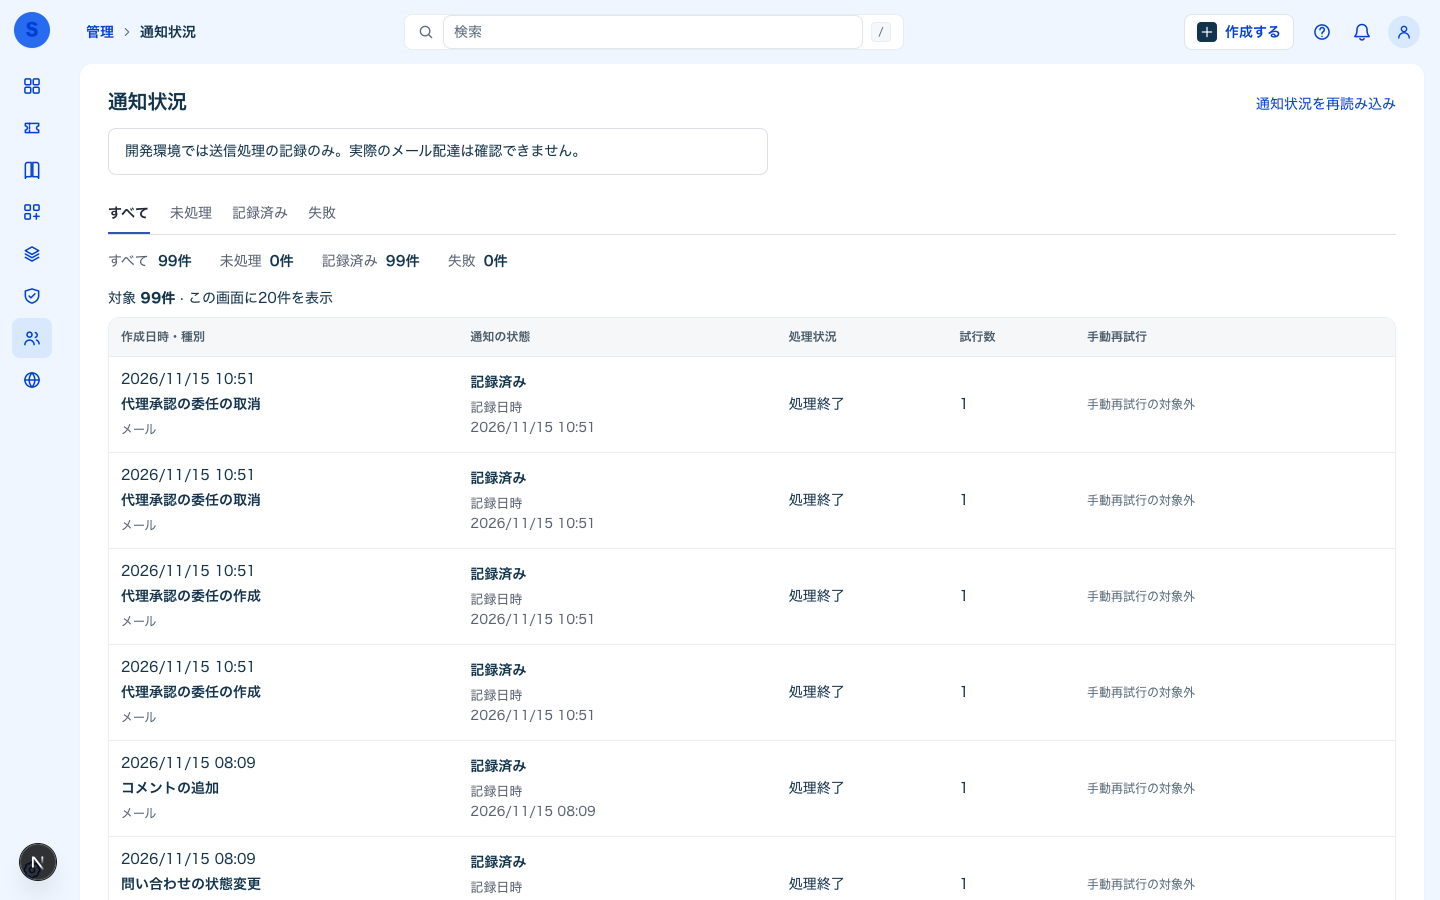 S
管理 > 通知状況
検索
/
作成する
通知状況
通知状況を再読み込み
開発環境では送信処理の記録のみ。実際のメール配達は確認できません。
すべて 未処理 記録済み 失敗
すべて 99件 未処理 0件 記録済み 99件 失敗 0件
対象 99件 · この画面に20件を表示
作成日時・種別 通知の状態 処理状況 試行数 手動再試行
2026/11/15 10:51
代理承認の委任の取消
メール
記録済み
記録日時
2026/11/15 10:51
処理終了
1
手動再試行の対象外
2026/11/15 10:51
代理承認の委任の取消
メール
記録済み
記録日時
2026/11/15 10:51
処理終了
1
手動再試行の対象外
2026/11/15 10:51
代理承認の委任の作成
メール
記録済み
記録日時
2026/11/15 10:51
処理終了
1
手動再試行の対象外
2026/11/15 10:51
代理承認の委任の作成
メール
記録済み
記録日時
2026/11/15 10:51
処理終了
1
手動再試行の対象外
2026/11/15 08:09
コメントの追加
メール
記録済み
記録日時
2026/11/15 08:09
処理終了
1
手動再試行の対象外
2026/11/15 08:09
問い合わせの状態変更
記録済み
記録日時
処理終了
1
手動再試行の対象外
N